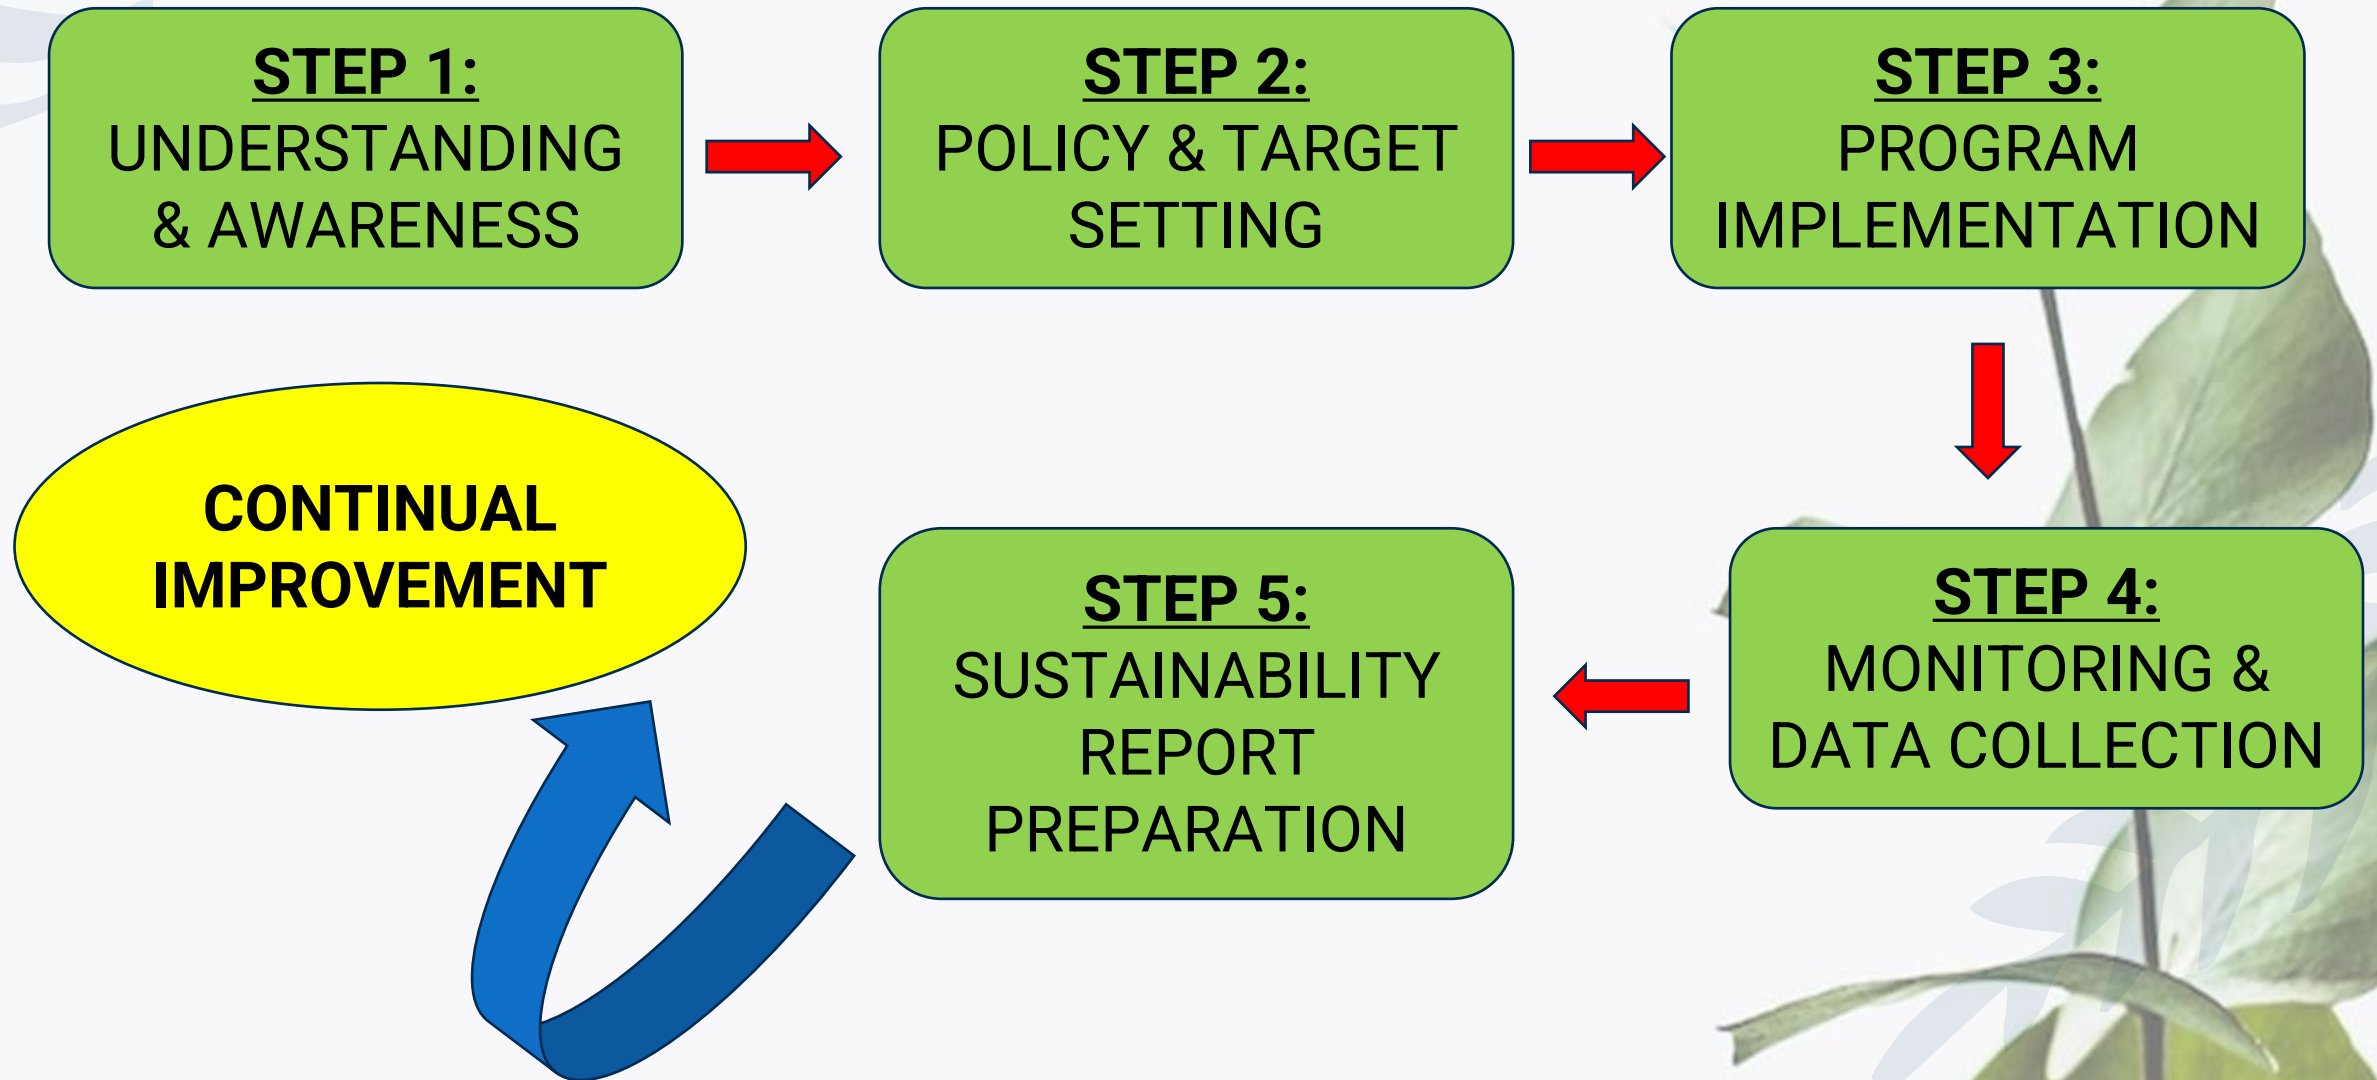 STEP 1:
UNDERSTANDING
& AWARENESS
STEP 2:
POLICY & TARGET
SETTING
STEP 3:
PROGRAM
IMPLEMENTATION
STEP 4:
MONITORING &
DATA COLLECTION
STEP 5:
SUSTAINABILITY
REPORT
PREPARATION
CONTINUAL
IMPROVEMENT